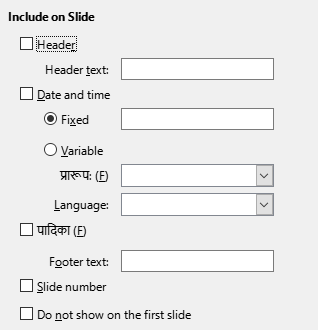 Include on Slide
Header
Header text:
Date and time
Fixed
Variable
प्रारूप: (F)
Language:
पादिका (F)
Footer text:
Slide number
Do not show on the first slide